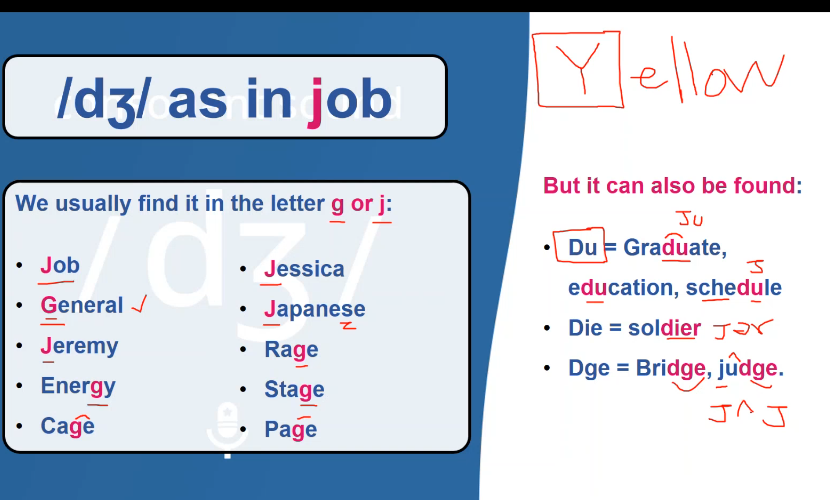 /dʒ/ as in job
Yellow
We usually find it in the letter g or j:
• Job
• General
• Jeremy
• Energy
• Cage
• Jessica
• Japanese
z
• Rage
• Stage
• Page
But it can also be found:
JU
• Du = Graduate,
J
education, schedule
• Die = soldier Jər
• Dge = Bridge, judge.
J ʌ J
/dʒ/